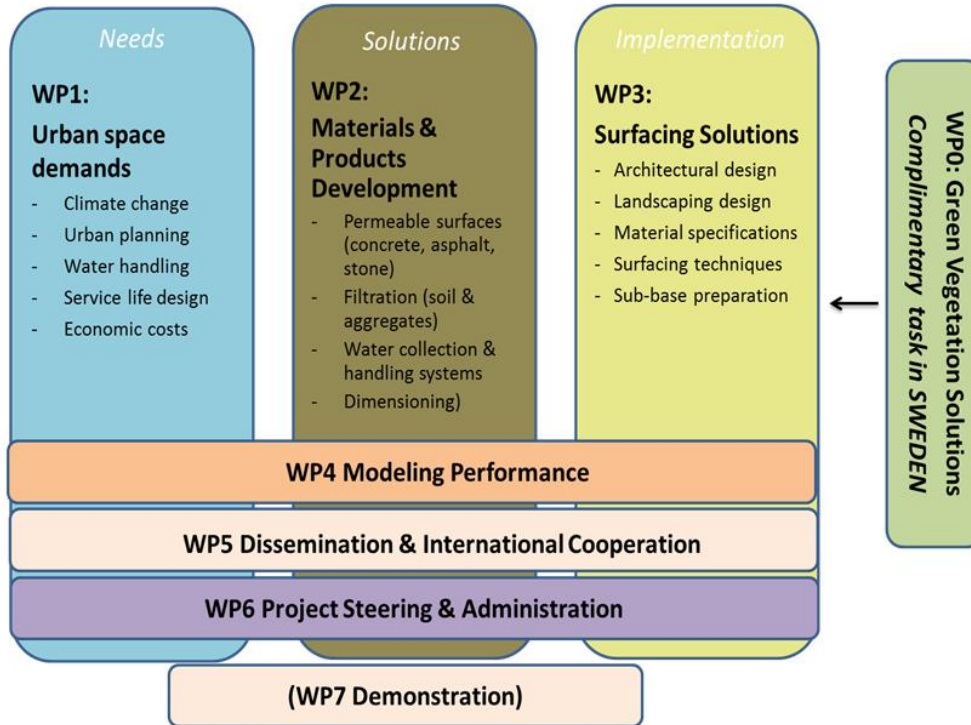 Needs
WP1:
Urban space
demands
- Climate change
- Urban planning
- Water handling
- Service life design
- Economic costs
Solutions
WP2:
Materials &
Products
Development
- Permeable surfaces
(concrete, asphalt,
stone)
- Filtration (soil &
aggregates)
- Water collection &
handling systems
- Dimensioning)
Implementation
WP3:
Surfacing Solutions
- Architectural design
- Landscaping design
- Material specifications
- Surfacing techniques
- Sub-base preparation
WP0: Green Vegetation Solutions
Complimentary task in SWEDEN
WP4 Modeling Performance
WP5 Dissemination & International Cooperation
WP6 Project Steering & Administration
(WP7 Demonstration)